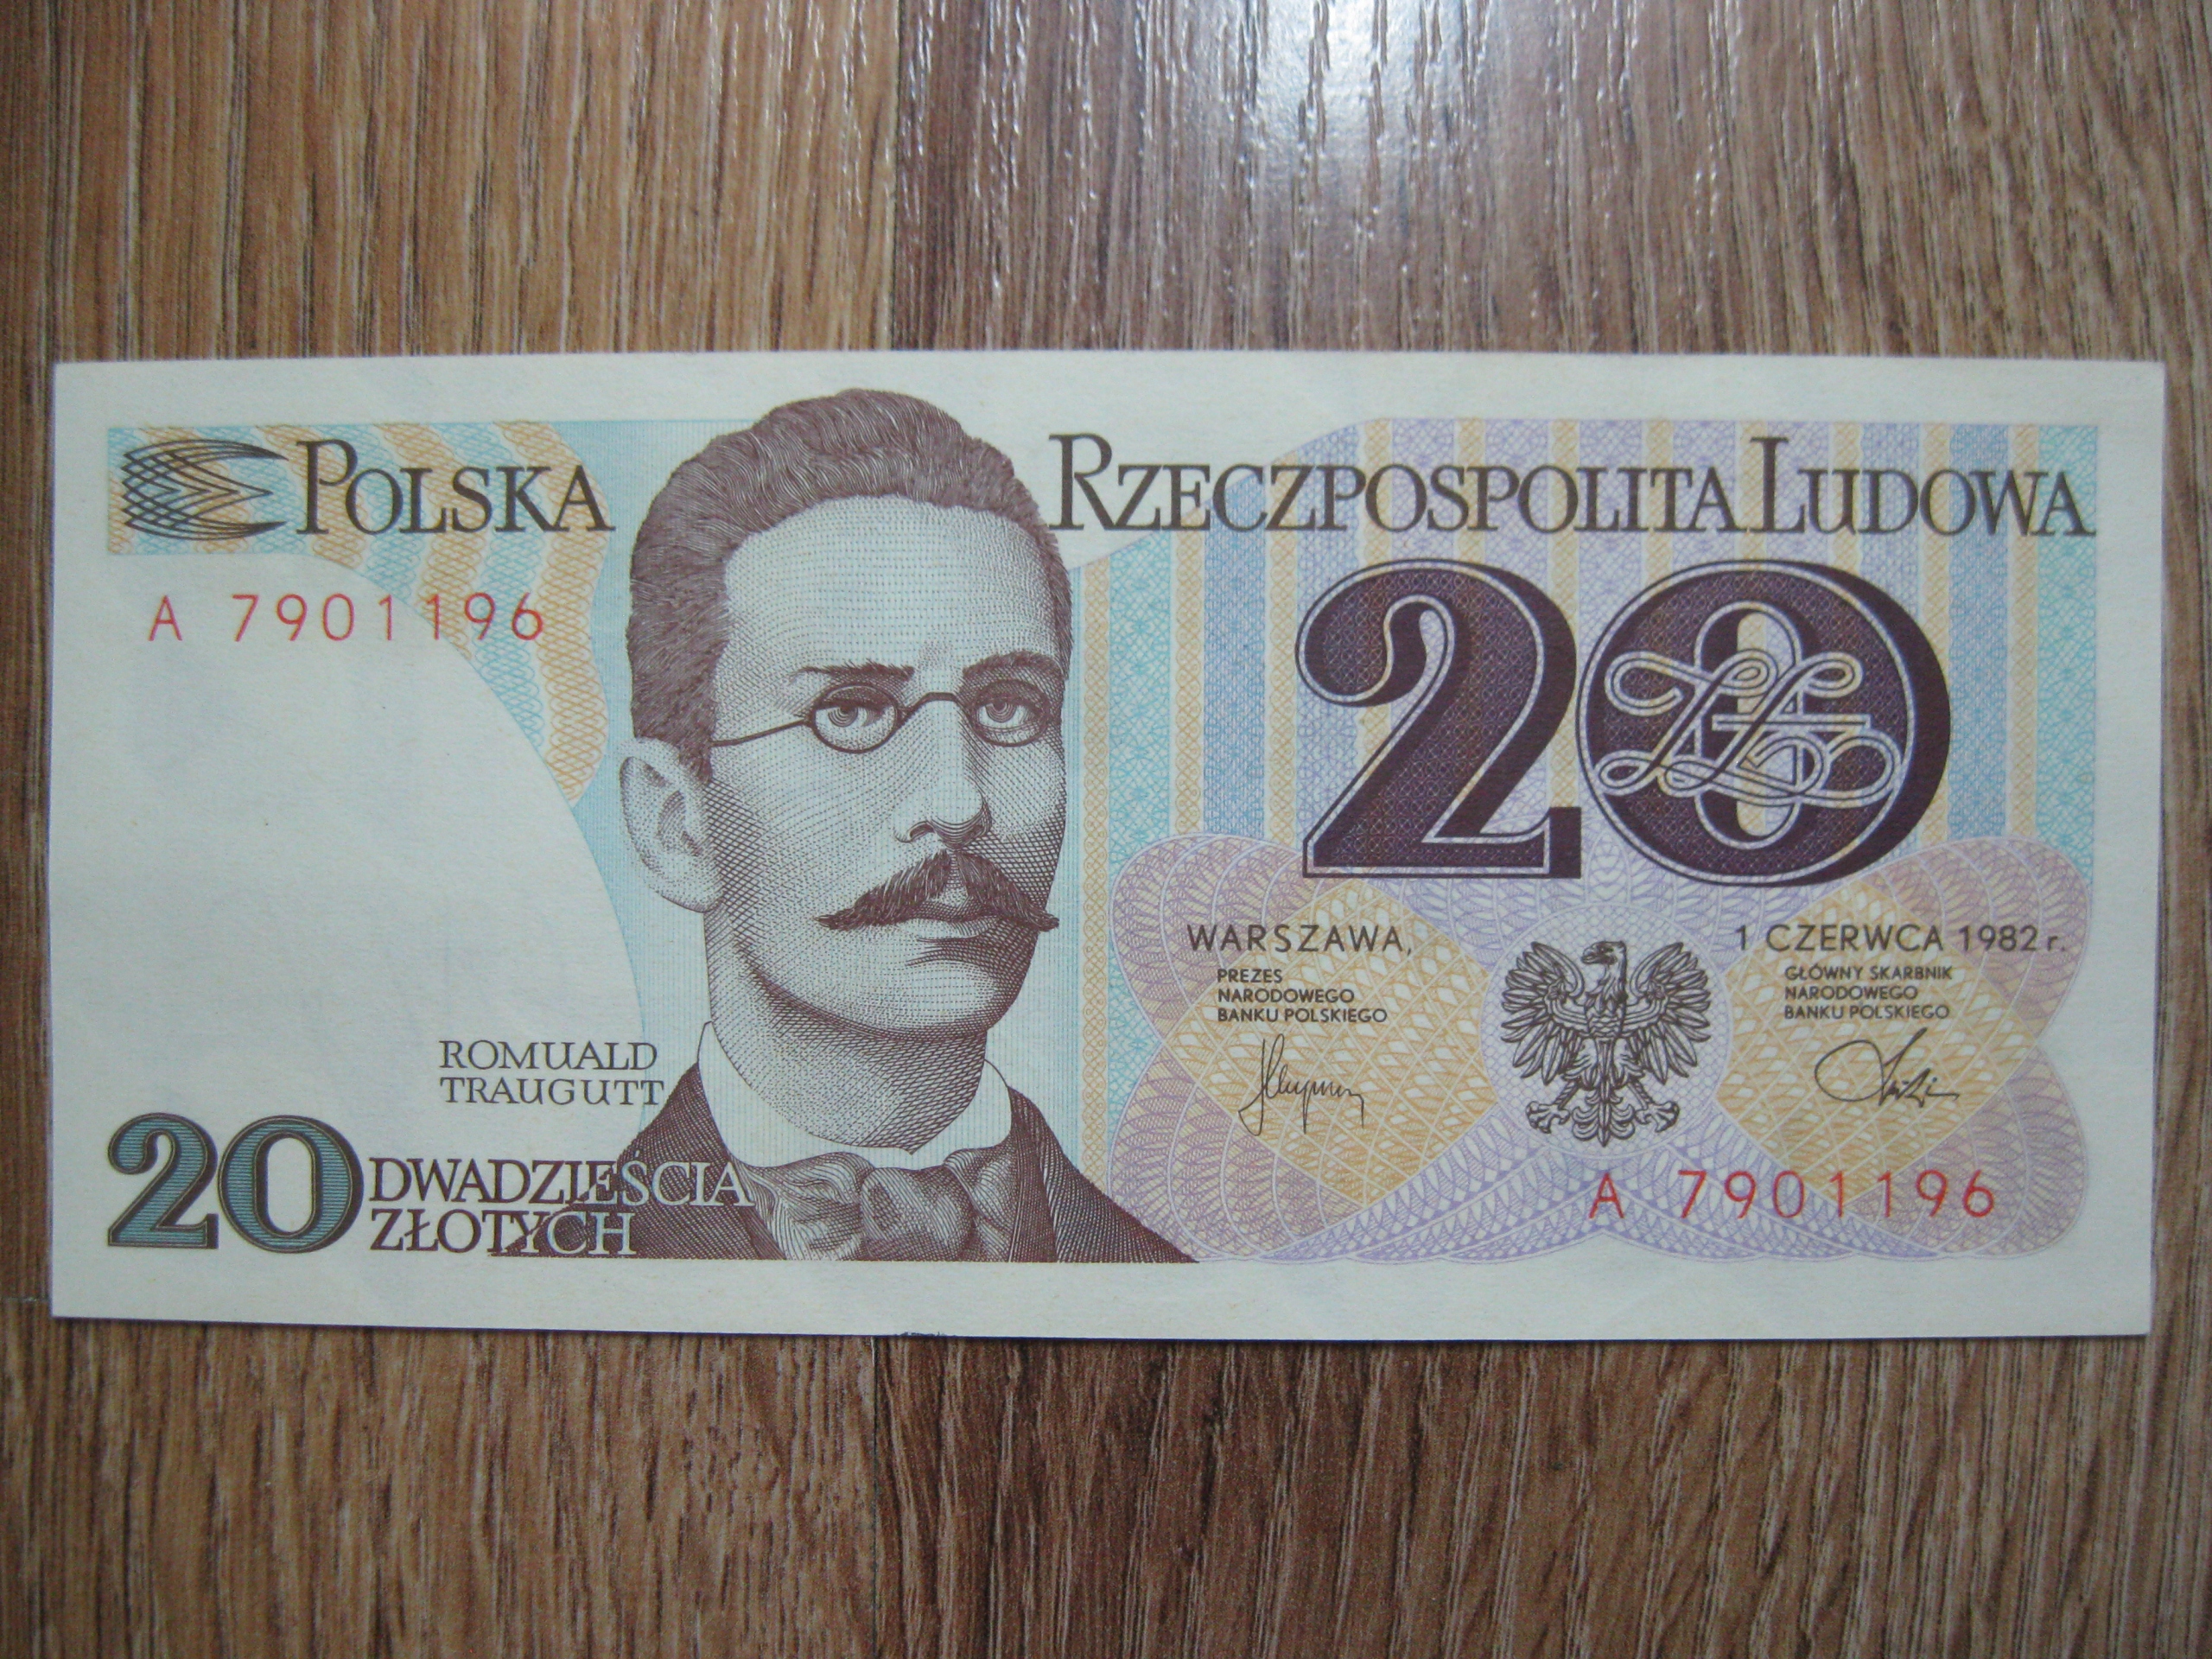 POLSKA RZECZPOSPOLITA LUDOWA
A 7901196
20
WARSZAWA, 1 CZERWCA 1982 r.
PREZES
NARODOWEGO
BANKU POLSKIEGO
GŁÓWNY SKARBNIK
NARODOWEGO
BANKU POLSKIEGO
ROMUALD
TRAUGUTT
20 DWADZIEŚCIA
ZŁOTYCH
A 7901196